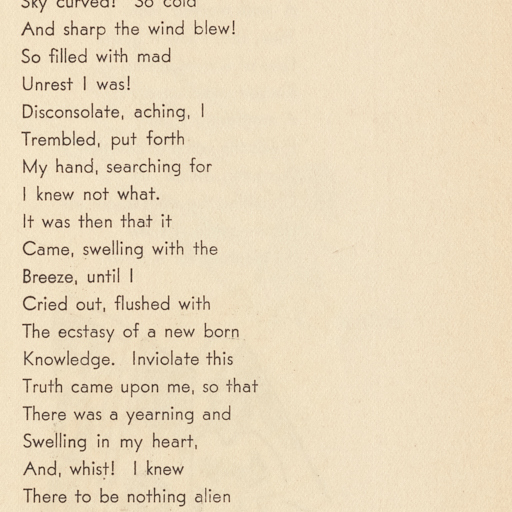 Sky curved! So cold
And sharp the wind blew!
So filled with mad
Unrest I was!
Disconsolate, aching, I
Trembled, put forth
My hand, searching for
I knew not what.
It was then that it
Came, swelling with the
Breeze, until I
Cried out, flushed with
The ecstasy of a new born
Knowledge. Inviolate this
Truth came upon me, so that
There was a yearning and
Swelling in my heart,
And, whist! I knew
There to be nothing alien